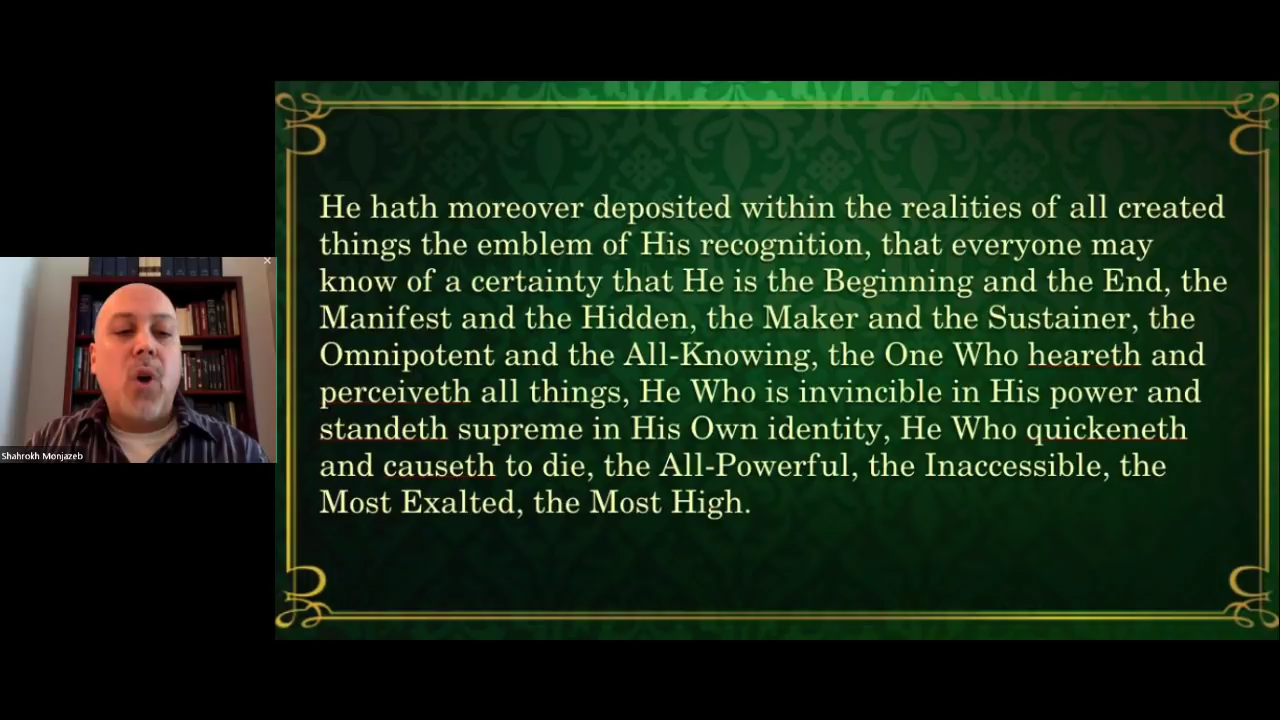 He hath moreover deposited within the realities of all created
things the emblem of His recognition, that everyone may
know of a certainty that He is the Beginning and the End, the
Manifest and the Hidden, the Maker and the Sustainer, the
Omnipotent and the All-Knowing, the One Who heareth and
perceiveth all things, He Who is invincible in His power and
standeth supreme in His Own identity, He Who quickeneth
and causeth to die, the All-Powerful, the Inaccessible, the
Most Exalted, the Most High.
Shahrokh Monjazeb